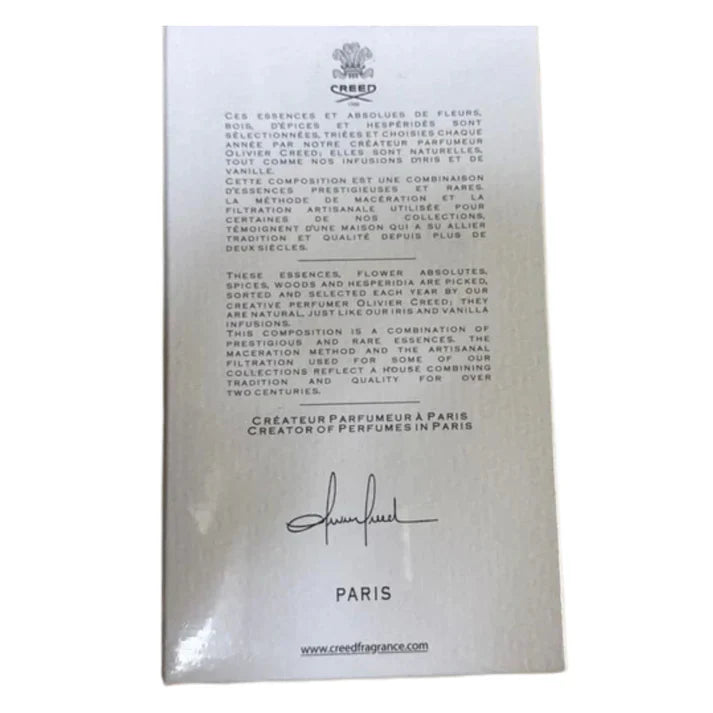 CREED
1760
CES ESSENCES ET ABSOLUES DE FLEURS,
BOIS, D'ÉPICES ET HESPÉRIDÉS SONT
SÉLECTIONNÉES, TRIÉES ET CHOISIES CHAQUE
ANNÉE PAR NOTRE CRÉATEUR PARFUMEUR
OLIVIER CREED; ELLES SONT NATURELLES,
TOUT COMME NOS INFUSIONS D'IRIS ET DE
VANILLE.
CETTE COMPOSITION EST UNE COMBINAISON
D'ESSENCES PRESTIGIEUSES ET RARES.
LA MÉTHODE DE MACÉRATION ET LA
FILTRATION ARTISANALE UTILISÉE POUR
CERTAINES DE NOS COLLECTIONS,
TÉMOIGNENT D'UNE MAISON QUI A SU ALLIER
TRADITION ET QUALITÉ DEPUIS PLUS DE
DEUX SIÈCLES.
THESE ESSENCES, FLOWER ABSOLUTES,
SPICES, WOODS AND HESPERIDIA ARE PICKED,
SORTED AND SELECTED EACH YEAR BY OUR
CREATIVE PERFUMER OLIVIER CREED; THEY
ARE NATURAL, JUST LIKE OUR IRIS AND VANILLA
INFUSIONS.
THIS COMPOSITION IS A COMBINATION OF
PRESTIGIOUS AND RARE ESSENCES. THE
MACERATION METHOD AND THE ARTISANAL
FILTRATION USED FOR SOME OF OUR
COLLECTIONS REFLECT A HOUSE COMBINING
TRADITION AND QUALITY FOR OVER
TWO CENTURIES.
CRÉATEUR PARFUMEUR À PARIS
CREATOR OF PERFUMES IN PARIS
Olivier Creed
PARIS
www.creedfragrance.com